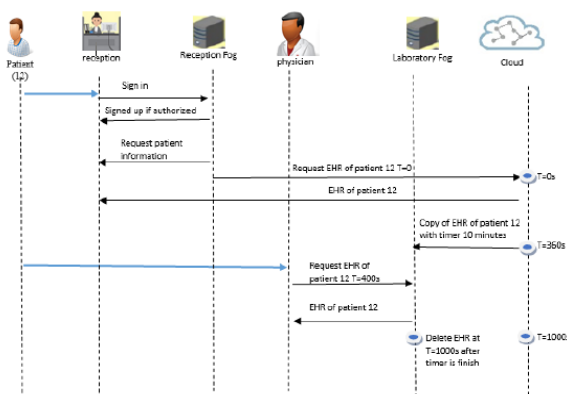 Patient
(12)
reception
Reception Fog
physician
Laboratory Fog
Cloud
Sign in
Signed up if authorized
Request patient
information
Request EHR of patient 12 T=0
T=0s
EHR of patient 12
Copy of EHR of patient 12
with timer 10 minutes
T=360s
Request EHR of
patient 12 T=400s
EHR of patient 12
Delete EHR at
T=1000s after
timer is finish
T=1000s